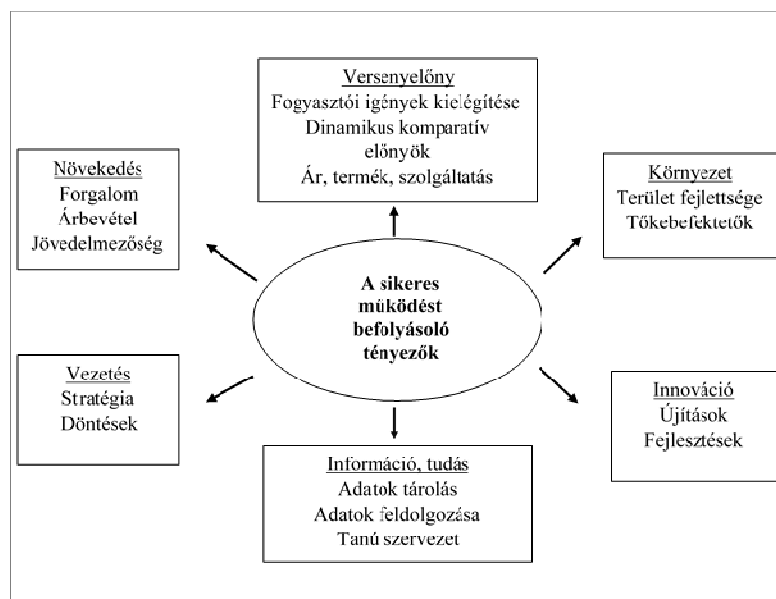 Versenyelőny
Fogyasztói igények kielégítése
Dinamikus komparatív
előnyök
Ár, termék, szolgáltatás
Növekedés
Forgalom
Árbevétel
Jövedelmezőség
Környezet
Terület fejlettsége
Tőkebefektetők
A sikeres
működést
befolyásoló
tényezők
Vezetés
Stratégia
Döntések
Innováció
Újítások
Fejlesztések
Információ, tudás
Adatok tárolás
Adatok feldolgozása
Tanú szervezet